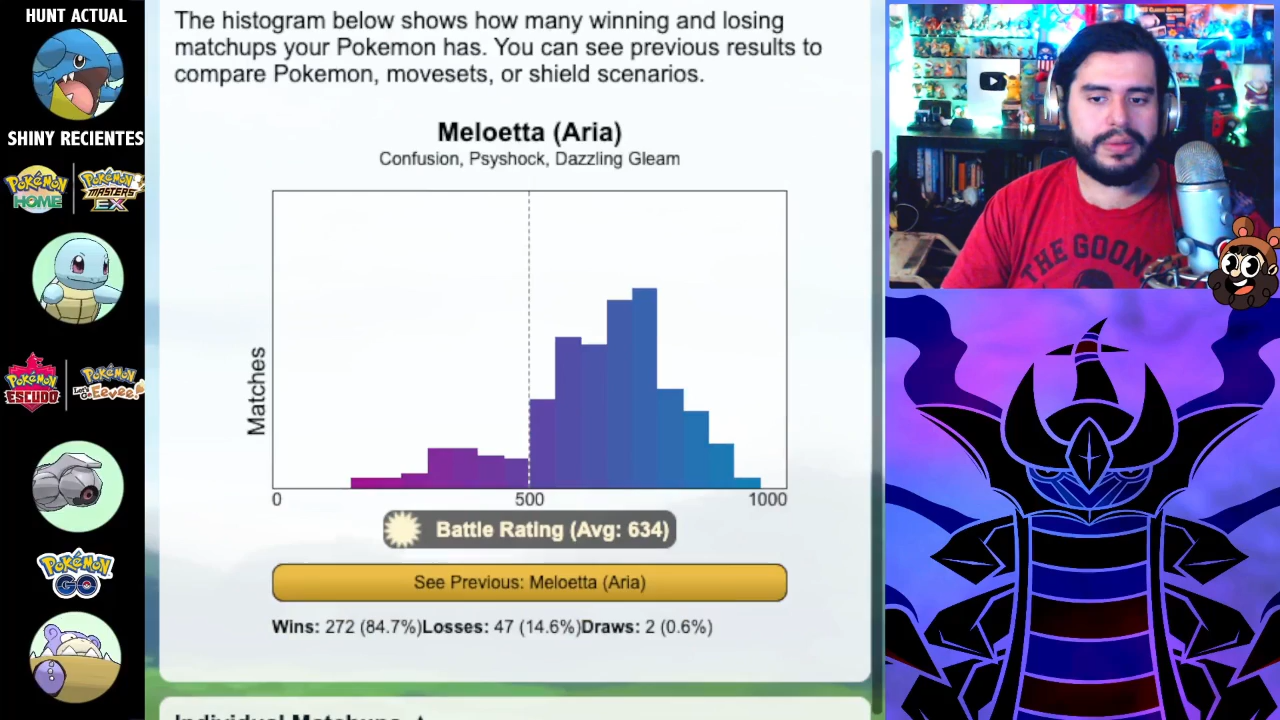 HUNT ACTUAL
SHINY RECIENTES
POKÉMON HOME
POKÉMON MASTERS EX
POKÉMON ESCUDO
POKÉMON Let's Go Eevee!
POKÉMON GO
The histogram below shows how many winning and losing
matchups your Pokemon has. You can see previous results to
compare Pokemon, movesets, or shield scenarios.
Meloetta (Aria)
Confusion, Psyshock, Dazzling Gleam
Matches
0 500 1000
Battle Rating (Avg: 634)
See Previous: Meloetta (Aria)
Wins: 272 (84.7%)Losses: 47 (14.6%)Draws: 2 (0.6%)
Individual Matchups
THE GOON